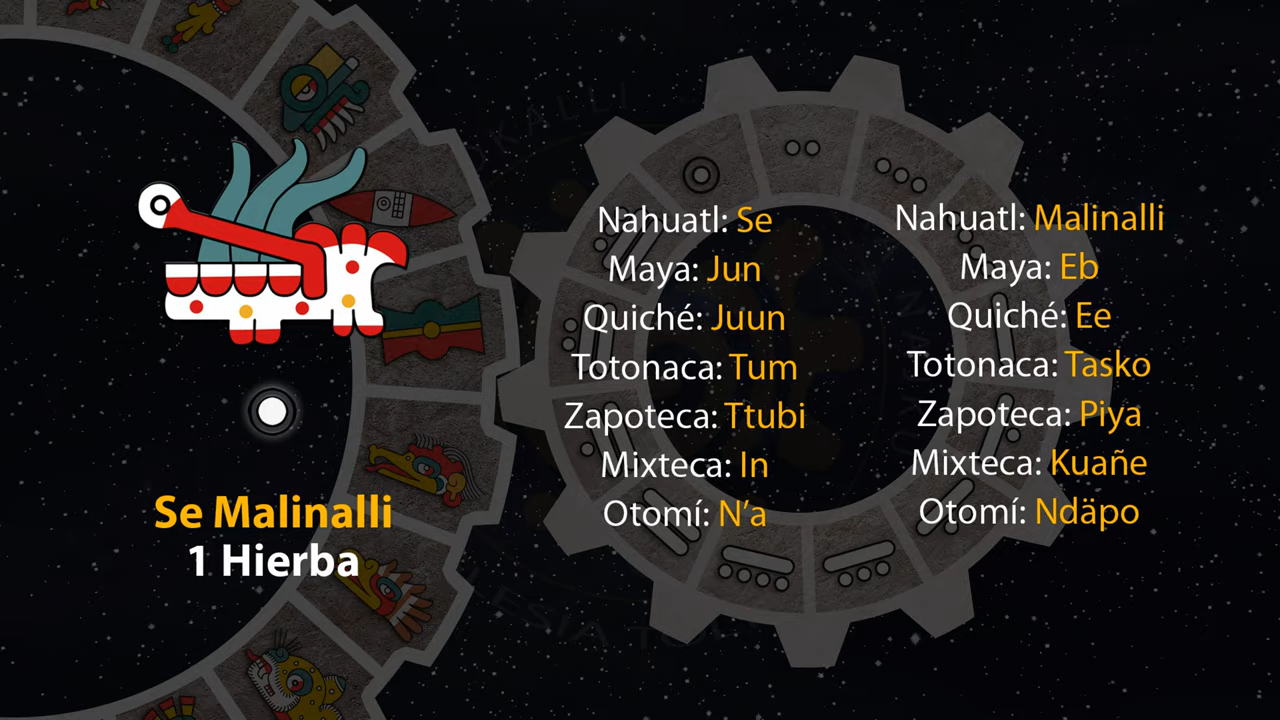 Se Malinalli
1 Hierba
Nahuatl: Se
Maya: Jun
Quiché: Juun
Totonaca: Tum
Zapoteca: Ttubi
Mixteca: In
Otomí: N’a
Nahuatl: Malinalli
Maya: Eb
Quiché: Ee
Totonaca: Tasko
Zapoteca: Piya
Mixteca: Kuañe
Otomí: Ndäpo